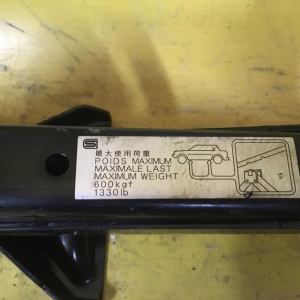 最大使用荷重
POIDS MAXIMUM
MAXIMALE LAST
MAXIMUM WEIGHT
600kgf
1330lb